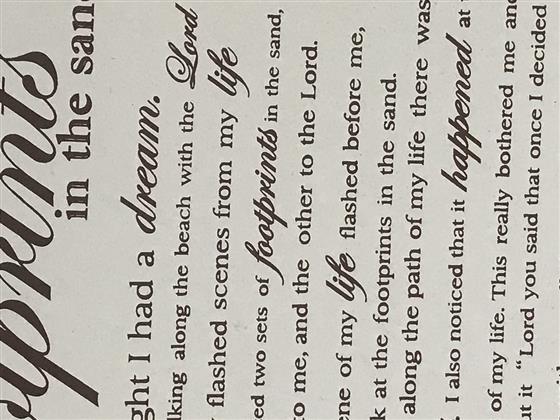 in the sand
ght I had a dream.
lking along the beach with the Lord
flashed scenes from my life
ed two sets of footprints in the sand,
o me, and the other to the Lord.
ene of my life flashed before me,
k at the footprints in the sand.
along the path of my life there was
I also noticed that it happened at
of my life. This really bothered me and
ut it "Lord you said that once I decided